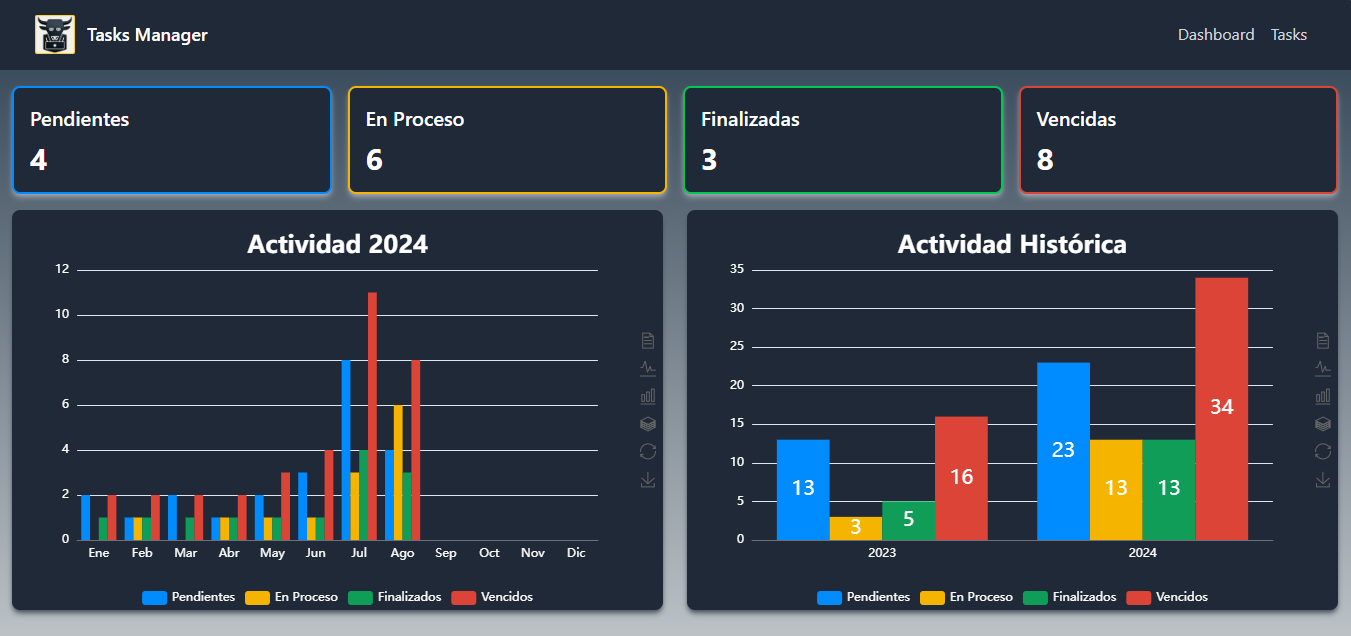 Tasks Manager
Dashboard Tasks
Pendientes
4
En Proceso
6
Finalizadas
3
Vencidas
8
Actividad 2024
12
10
8
6
4
2
0
Ene Feb Mar Abr May Jun Jul Ago Sep Oct Nov Dic
Pendientes En Proceso Finalizados Vencidos
Actividad Histórica
35
30
25
20
15
10
5
0
13 3 5 16 23 13 13 34
2023 2024
Pendientes En Proceso Finalizados Vencidos